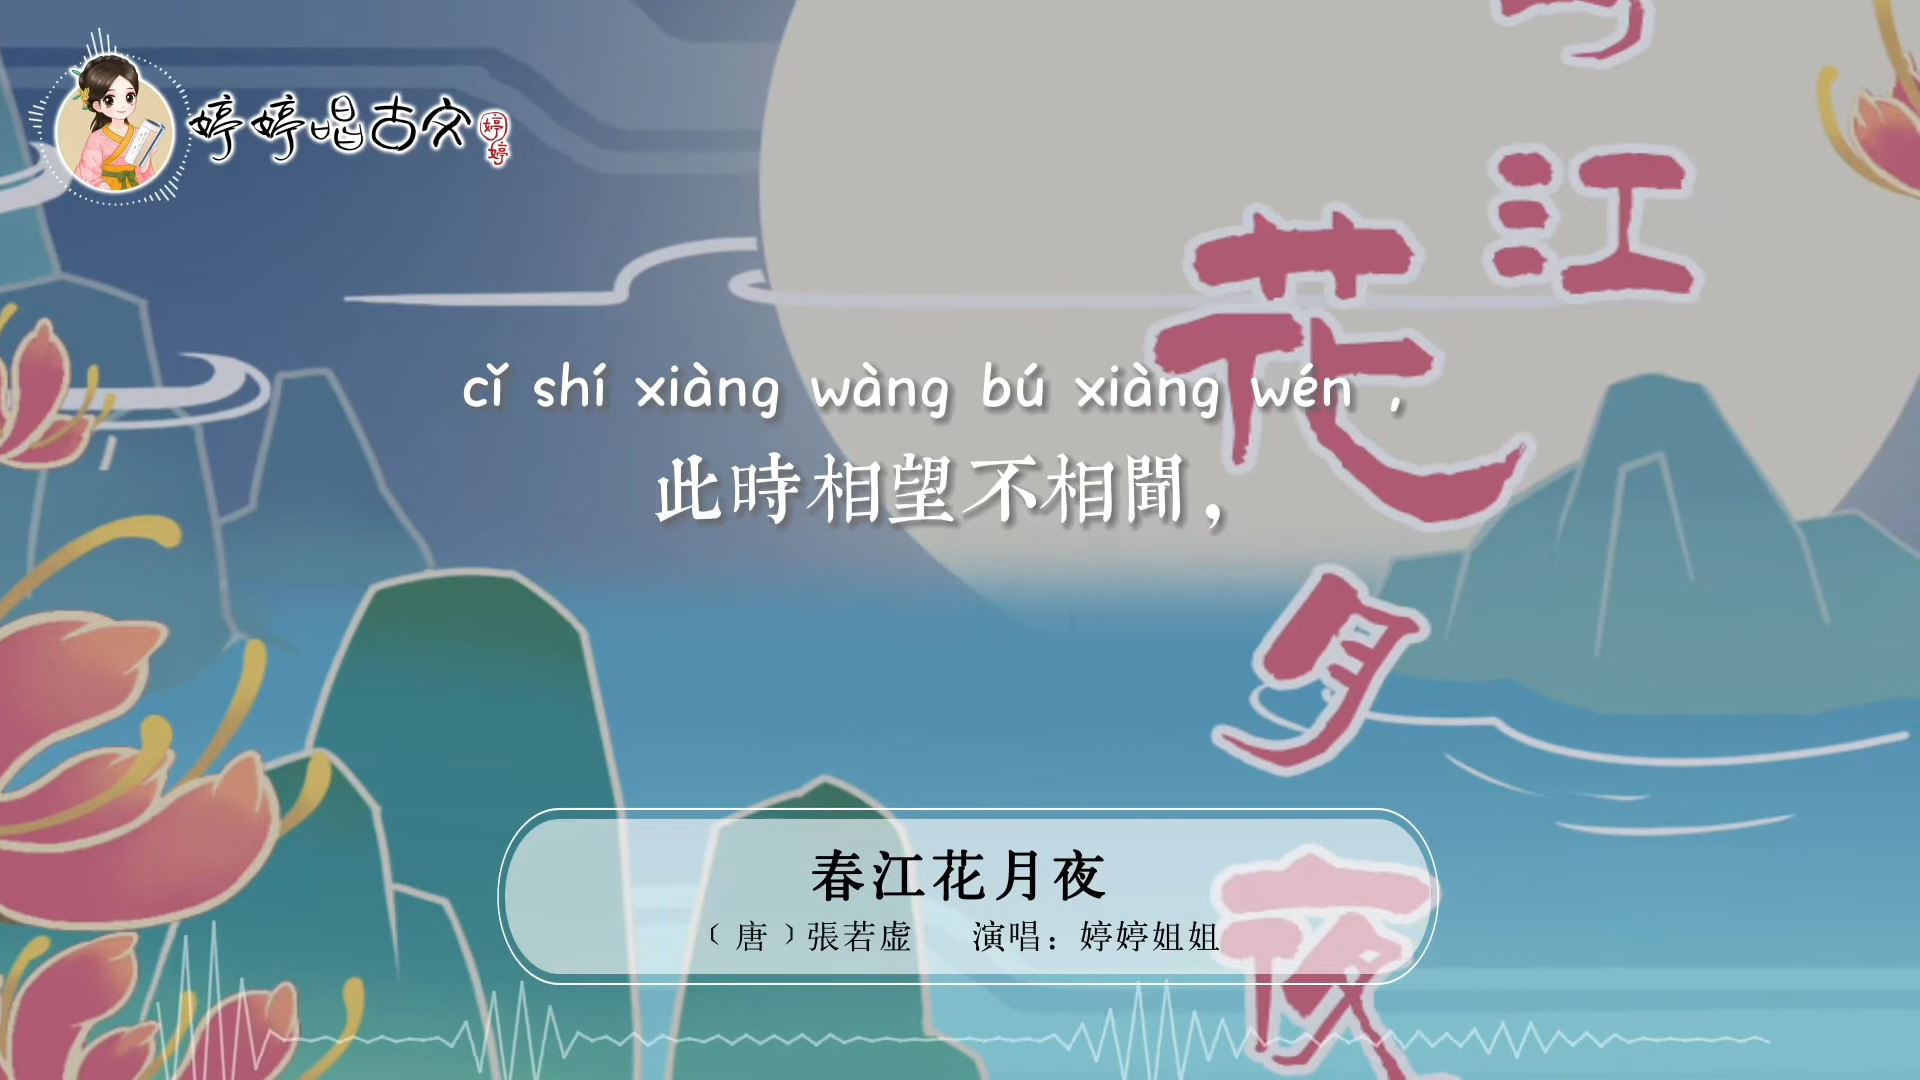 婷婷唱古文
婷婷
江
花
月
夜
cǐ shí xiàng wàng bú xiàng wén ,
此時相望不相聞，
春江花月夜
（唐）張若虛 演唱：婷婷姐姐